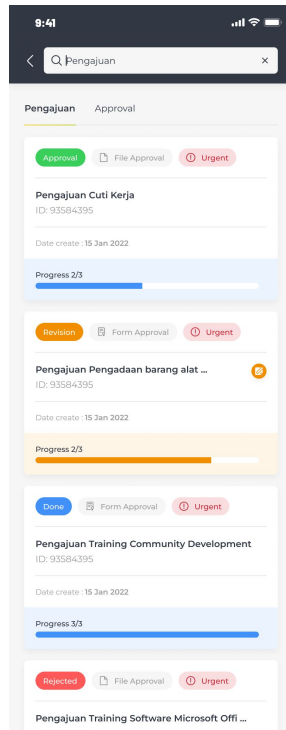 9:41
Pengajuan
Pengajuan Approval
Approval File Approval Urgent
Pengajuan Cuti Kerja
ID: 93584395
Date create : 15 Jan 2022
Progress 2/3
Revision Form Approval Urgent
Pengajuan Pengadaan barang alat ...
ID: 93584395
Date create : 15 Jan 2022
Progress 2/3
Done Form Approval Urgent
Pengajuan Training Community Development
ID: 93584395
Date create : 15 Jan 2022
Progress 3/3
Rejected File Approval Urgent
Pengajuan Training Software Microsoft Offi ...